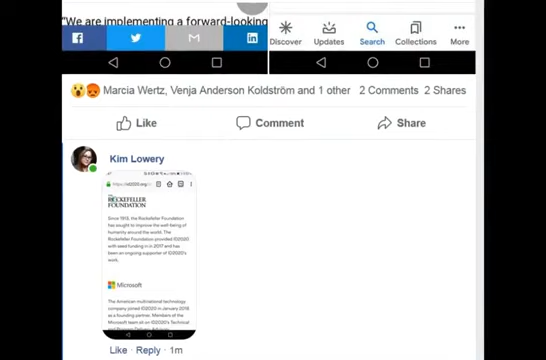 "We are implementing a forward-looking
Discover Updates Search Collections More
Marcia Wertz, Venja Anderson Koldström and 1 other 2 Comments 2 Shares
Like Comment Share
Kim Lowery
https://id2020.org
THE
ROCKEFELLER
FOUNDATION
Since 1913, the Rockefeller Foundation
has sought to improve the well-being of
humanity around the world. The
Rockefeller Foundation provided ID2020
with seed funding in in 2017 and has
been an ongoing supporter of ID2020's
work.
Microsoft
The American multinational technology
company joined ID2020 in January 2018
as a founding partner. Members of the
Microsoft team sit on ID2020's Technical
Like · Reply · 1m